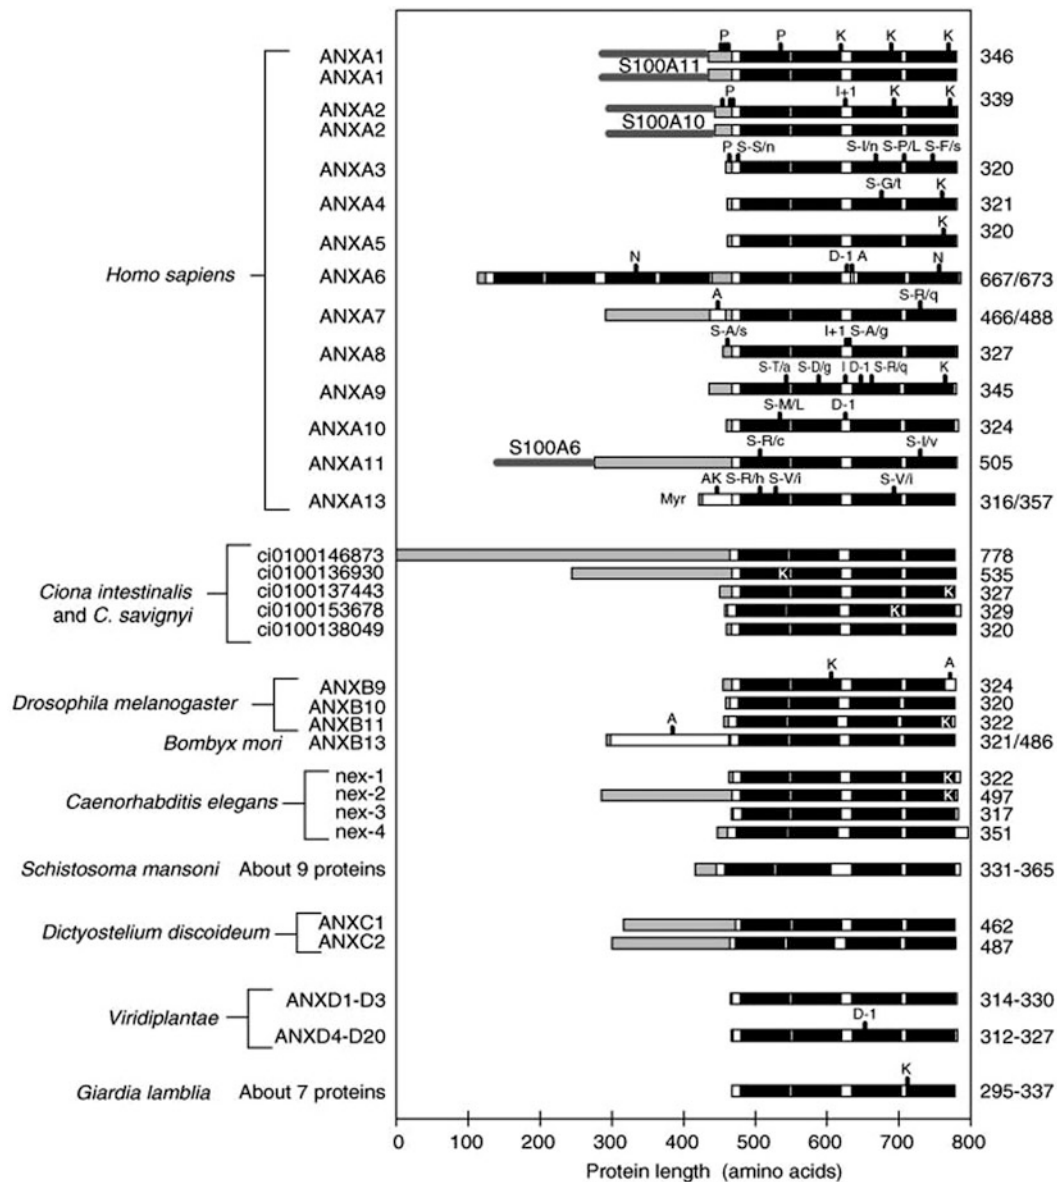 P P K K K
ANXA1 346
S100A11
ANXA1
P I+1 K K
339
ANXA2
S100A10
ANXA2
P S-S/n S-I/n S-P/L S-F/s
ANXA3 320
S-G/t K
ANXA4 321
K
320
ANXA5
Homo sapiens
N D-1 A N
ANXA6 667/673
A S-R/q
ANXA7 466/488
S-A/s I+1 S-A/g
ANXA8 327
S-T/a S-D/g I D-1 S-R/q K
ANXA9 345
S-M/L D-1
ANXA10 324
S100A6 S-R/c S-I/v
ANXA11 505
AK S-R/h S-V/i S-V/i
ANXA13 Myr 316/357
ci0100146873 778
ci0100136930 K 535
Ciona intestinalis
ci0100137443 K 327
and C. savignyi
ci0100153678 K 329
ci0100138049 320
K A
ANXB9 324
Drosophila melanogaster
ANXB10 320
ANXB11 K 322
A
Bombyx mori ANXB13 321/486
nex-1 K 322
Caenorhabditis elegans
nex-2 K 497
nex-3 317
nex-4 351
Schistosoma mansoni About 9 proteins 331-365
ANXC1 462
Dictyostelium discoideum
ANXC2 487
ANXD1-D3 314-330
Viridiplantae
D-1
ANXD4-D20 312-327
K
Giardia lamblia About 7 proteins 295-337
0 100 200 300 400 500 600 700 800
Protein length (amino acids)